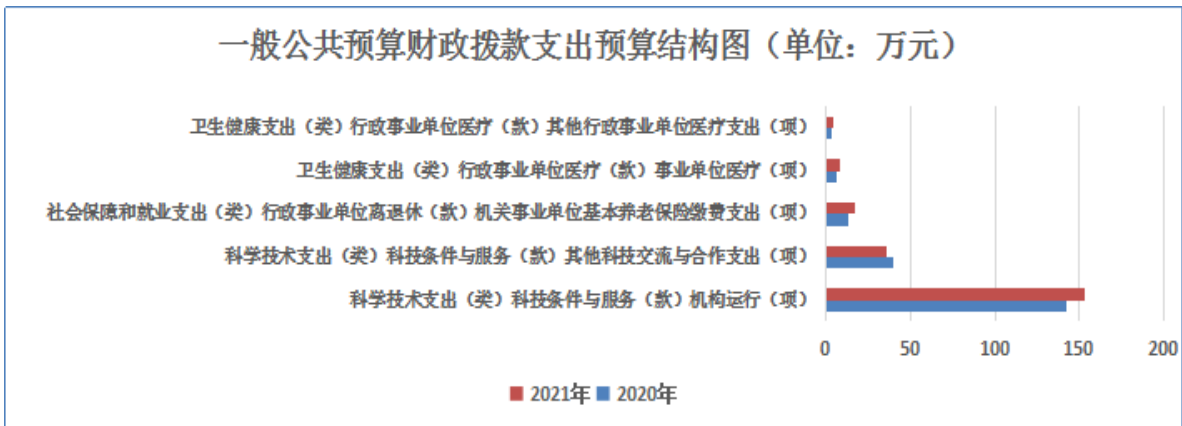 一般公共预算财政拨款支出预算结构图（单位：万元）
卫生健康支出（类）行政事业单位医疗（款）其他行政事业单位医疗支出（项）
卫生健康支出（类）行政事业单位医疗（款）事业单位医疗（项）
社会保障和就业支出（类）行政事业单位离退休（款）机关事业单位基本养老保险缴费支出（项）
科学技术支出（类）科技条件与服务（款）其他科技交流与合作支出（项）
科学技术支出（类）科技条件与服务（款）机构运行（项）
0 50 100 150 200
2021年 2020年